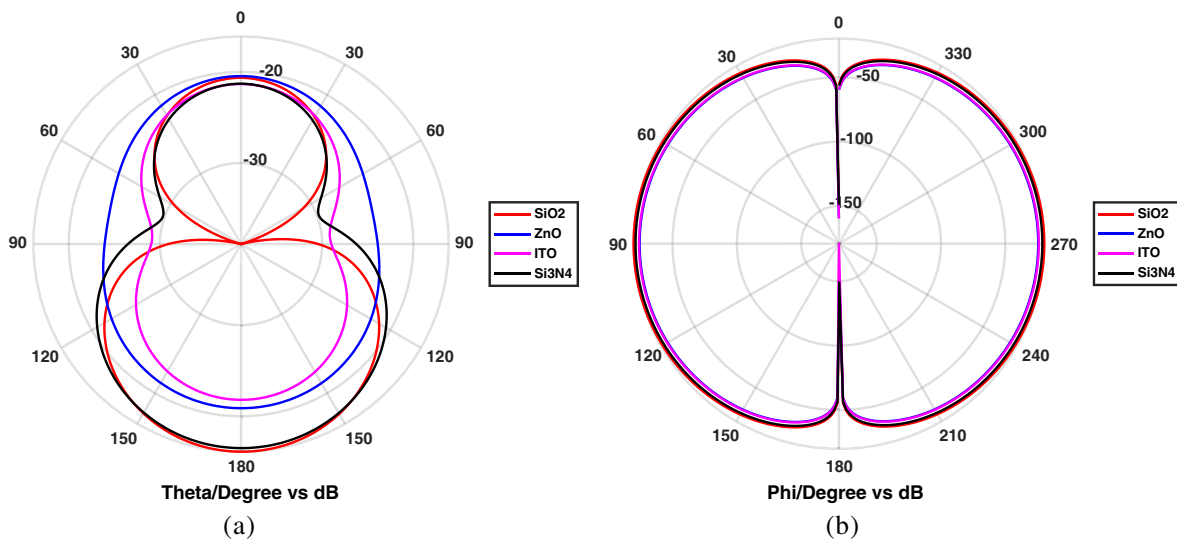 0
30
30
-20
60
60
-30
90
90
120
120
150
150
180
Theta/Degree vs dB
SiO2
ZnO
ITO
Si3N4
(a)
0
30
330
-50
60
300
-100
-150
90
270
120
240
150
210
180
Phi/Degree vs dB
SiO2
ZnO
ITO
Si3N4
(b)